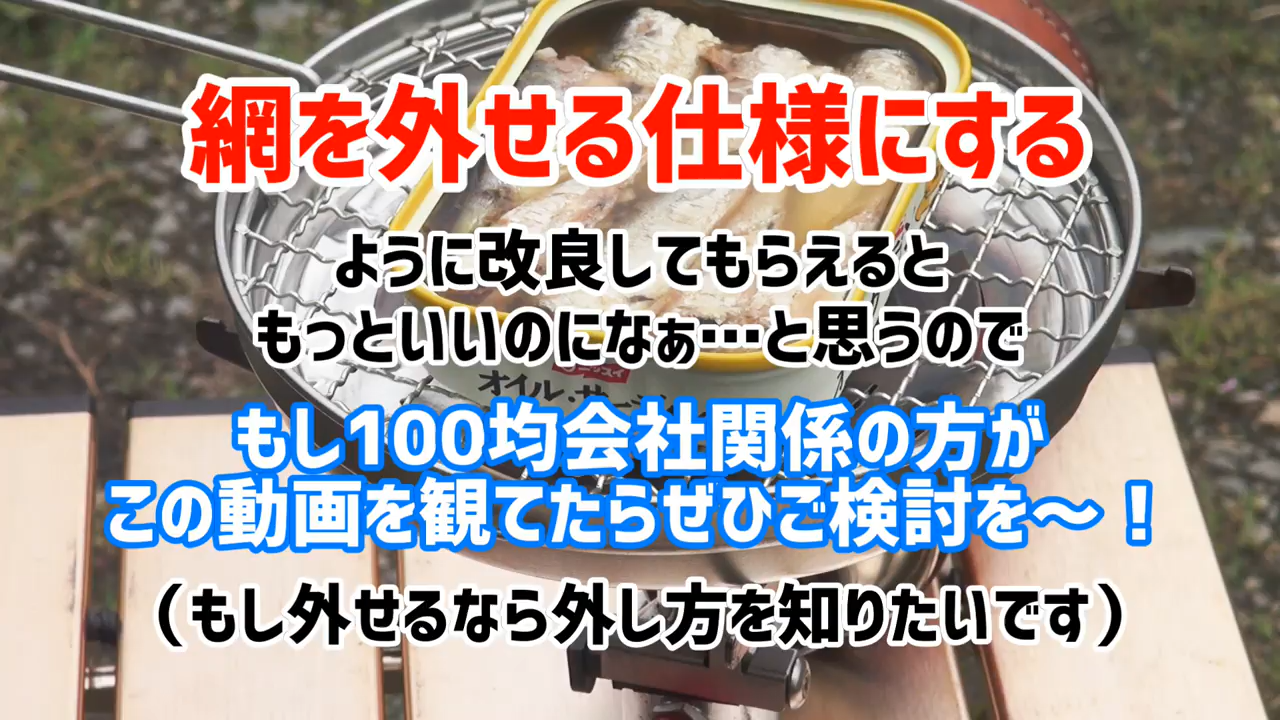 網を外せる仕様にする
ように改良してもらえると
もっといいのになぁ…と思うので
オイル・サーディン
もし100均会社関係の方が
この動画を観てたらぜひご検討を～！
（もし外せるなら外し方を知りたいです）